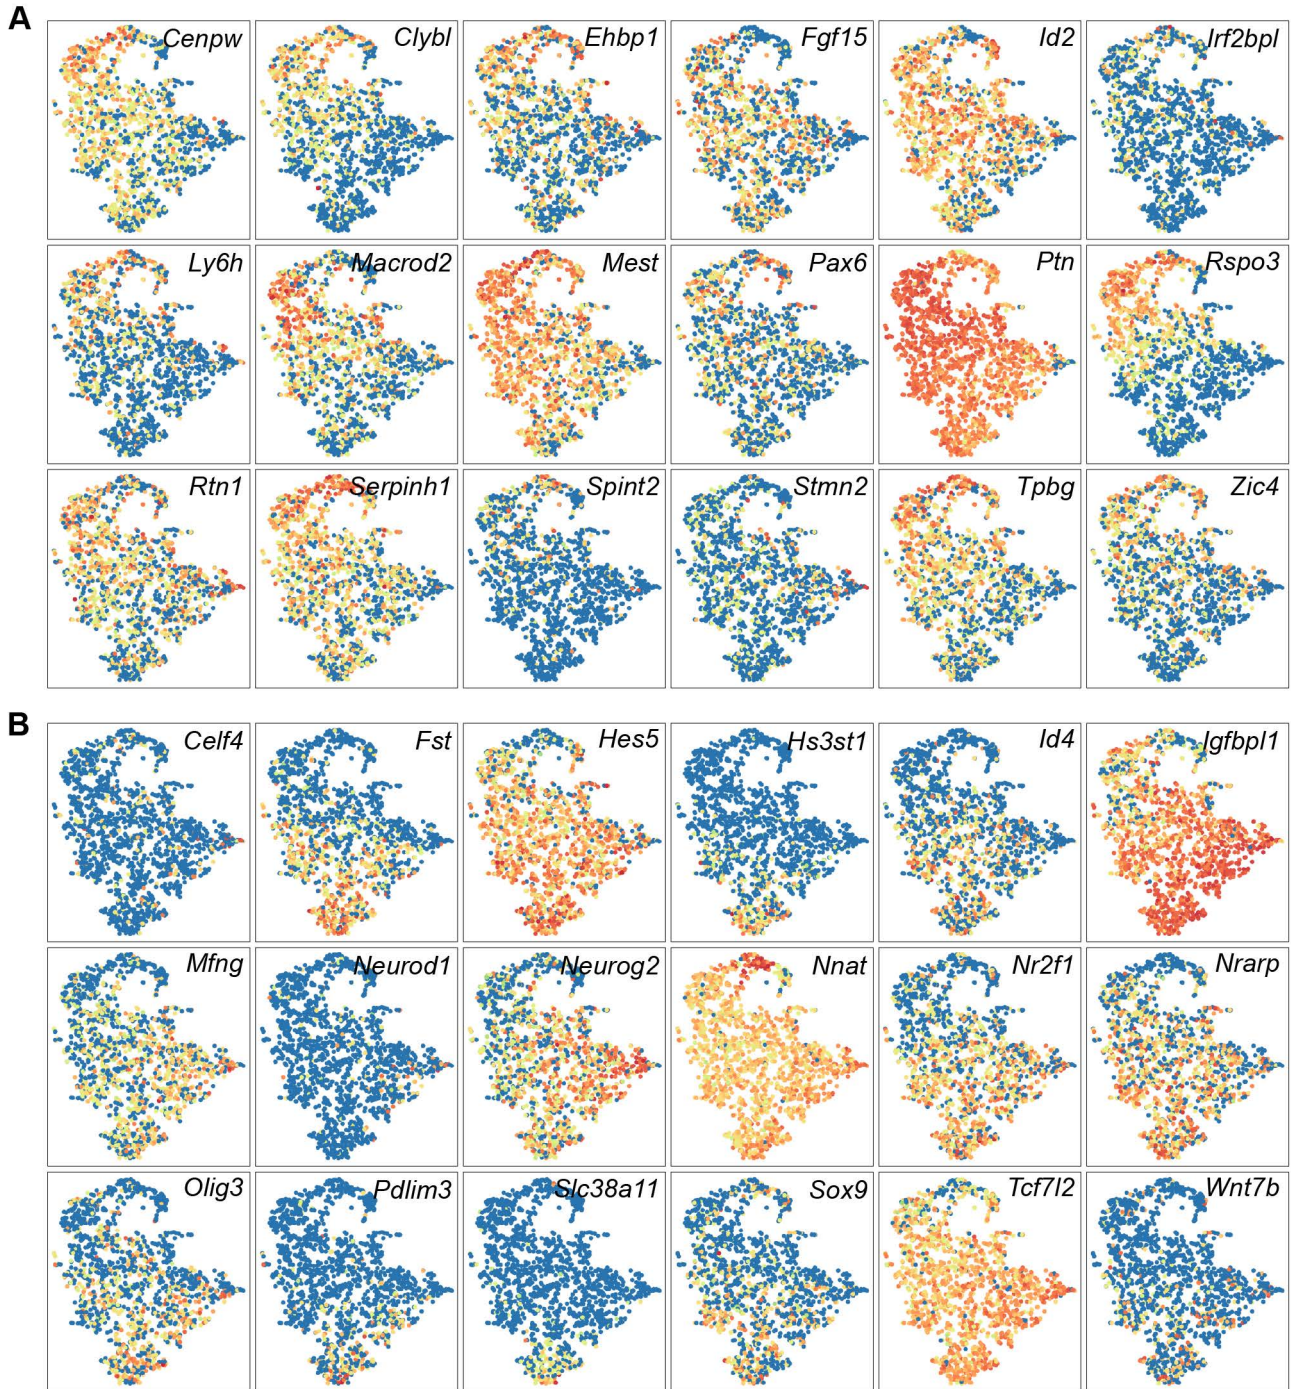 A
Cenpw Clybl Ehbp1 Fgf15 Id2 Irf2bpl
Ly6h Macrod2 Mest Pax6 Ptn Rspo3
Rtn1 Serpinh1 Spint2 Stmn2 Tpbg Zic4
B
Celf4 Fst Hes5 Hs3st1 Id4 Igfbpl1
Mfng Neurod1 Neurog2 Nnat Nr2f1 Nrarp
Olig3 Pdlim3 Slc38a11 Sox9 Tcf7l2 Wnt7b